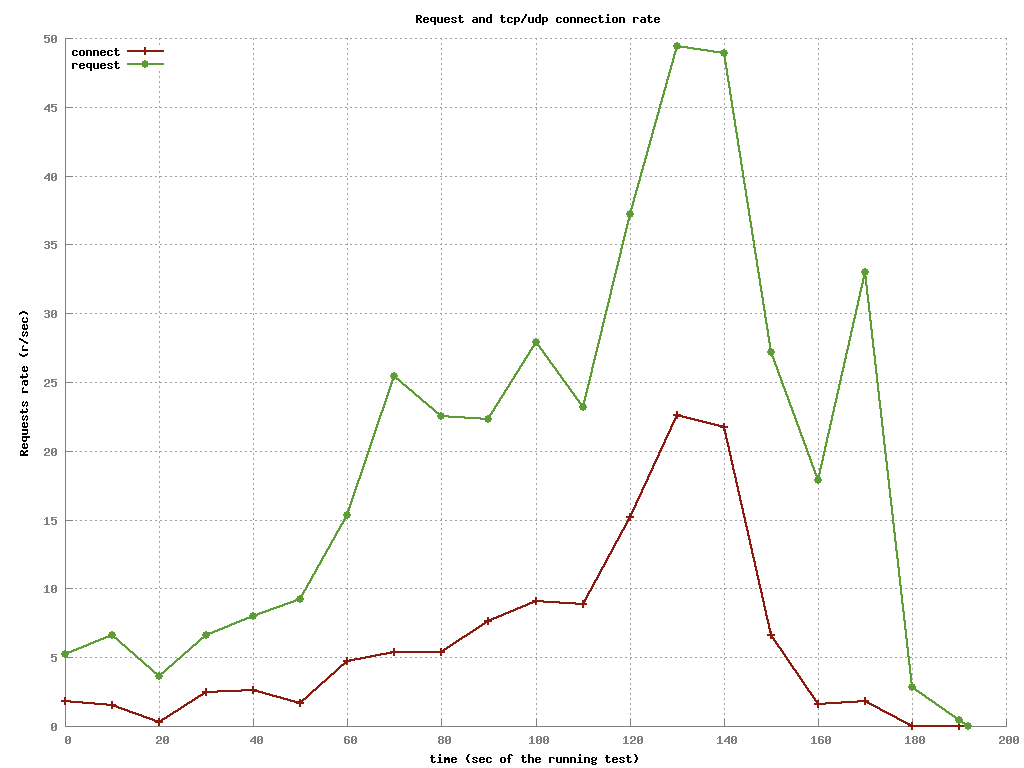 Request and tcp/udp connection rate
connect
request
50
45
40
35
30
25
20
15
10
5
0
Requests rate (r/sec)
0 20 40 60 80 100 120 140 160 180 200
time (sec of the running test)